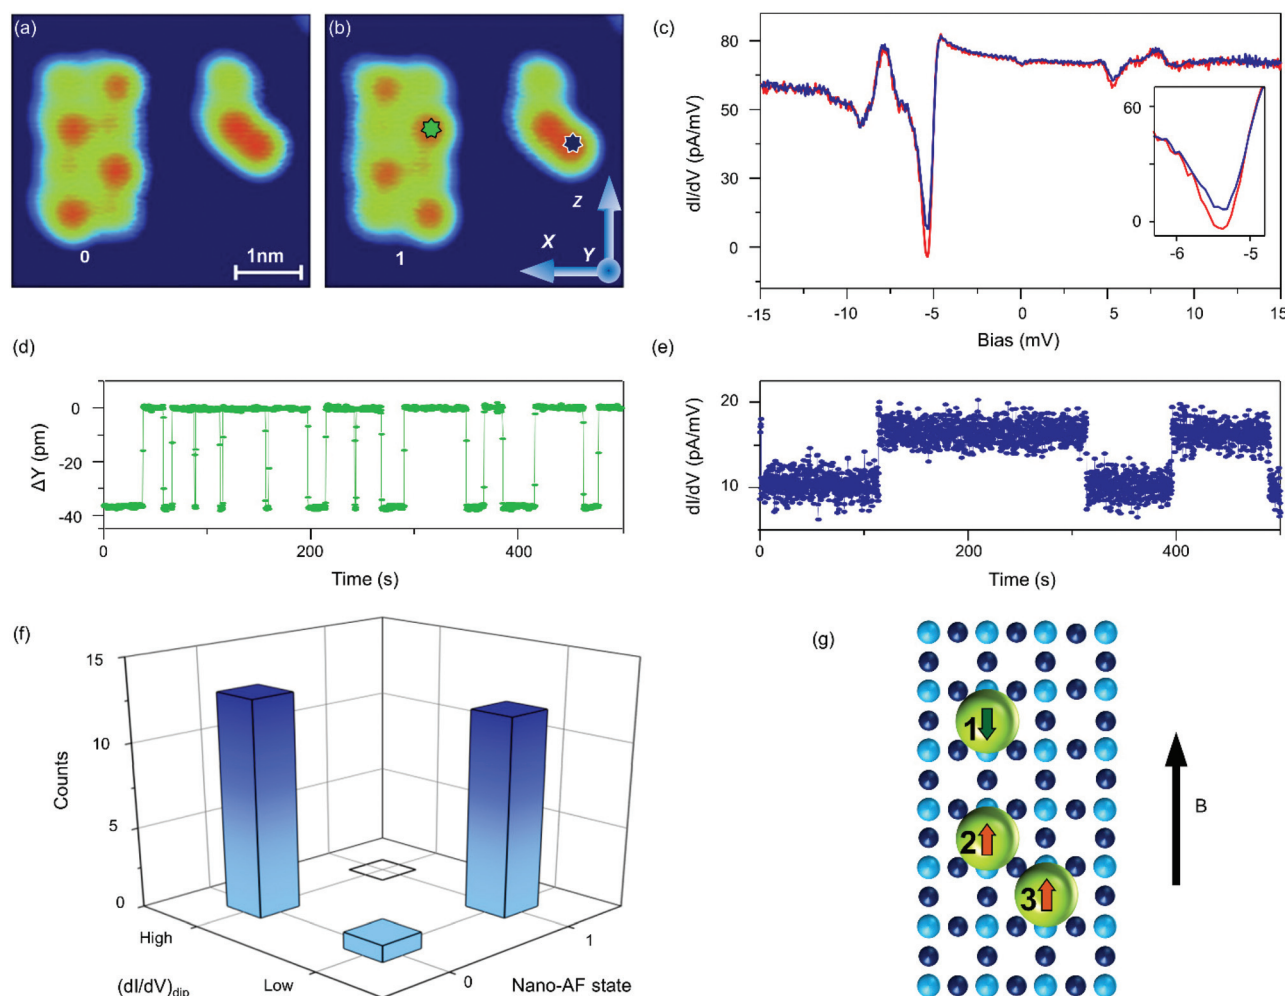 (a)
0
1nm
(b)
1
Z
X
Y
(c)
dI/dV (pA/mV)
80
50
30
0
-15
-10
-5
0
5
10
15
Bias (mV)
60
0
-6
-5
(d)
ΔY (pm)
0
-20
-40
0
200
400
Time (s)
(e)
dI/dV (pA/mV)
20
10
0
200
400
Time (s)
(f)
Counts
15
10
5
0
High
Low
(dI/dV)dip
0
1
Nano-AF state
(g)
1
2
3
B